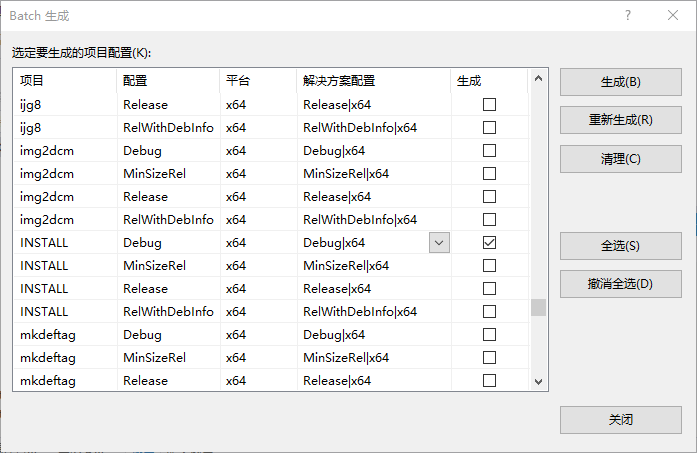 Batch 生成
选定要生成的项目配置(K):
项目 配置 平台 解决方案配置 生成
ijg8 Release x64 Release|x64
ijg8 RelWithDebInfo x64 RelWithDebInfo|x64
img2dcm Debug x64 Debug|x64
img2dcm MinSizeRel x64 MinSizeRel|x64
img2dcm Release x64 Release|x64
img2dcm RelWithDebInfo x64 RelWithDebInfo|x64
INSTALL Debug x64 Debug|x64
INSTALL MinSizeRel x64 MinSizeRel|x64
INSTALL Release x64 Release|x64
INSTALL RelWithDebInfo x64 RelWithDebInfo|x64
mkdeftag Debug x64 Debug|x64
mkdeftag MinSizeRel x64 MinSizeRel|x64
mkdeftag Release x64 Release|x64
生成(B)
重新生成(R)
清理(C)
全选(S)
撤消全选(D)
关闭